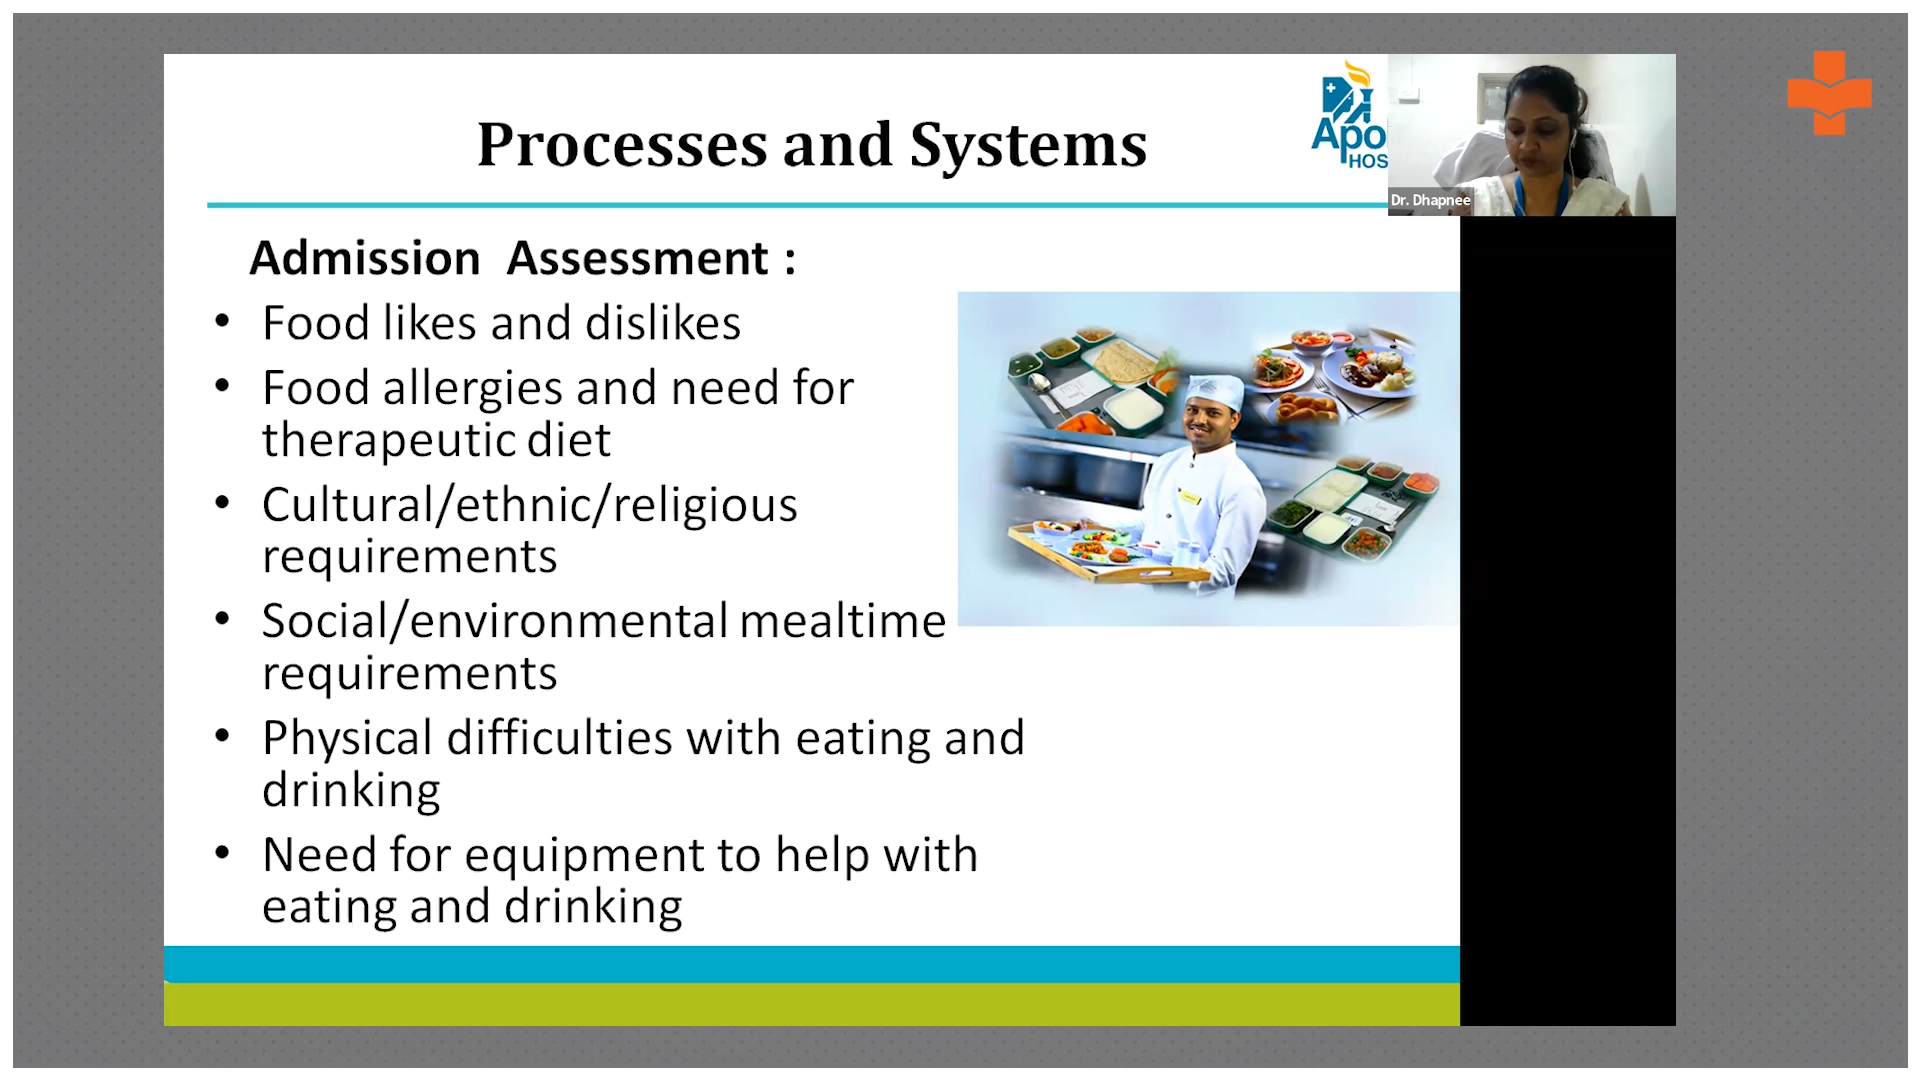 Processes and Systems
Apo
HOS
Dr. Dhapnee
Admission Assessment :
• Food likes and dislikes
• Food allergies and need for
therapeutic diet
• Cultural/ethnic/religious
requirements
• Social/environmental mealtime
requirements
• Physical difficulties with eating and
drinking
• Need for equipment to help with
eating and drinking